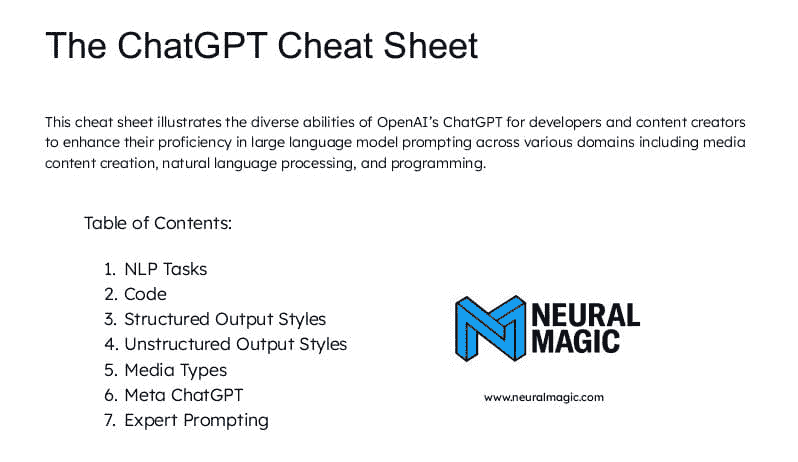 The ChatGPT Cheat Sheet
This cheat sheet illustrates the diverse abilities of OpenAI's ChatGPT for developers and content creators
to enhance their proficiency in large language model prompting across various domains including media
content creation, natural language processing, and programming.
Table of Contents:
1. NLP Tasks
2. Code
3. Structured Output Styles
4. Unstructured Output Styles
5. Media Types
6. Meta ChatGPT
7. Expert Prompting
NEURAL
MAGIC
www.neuralmagic.com